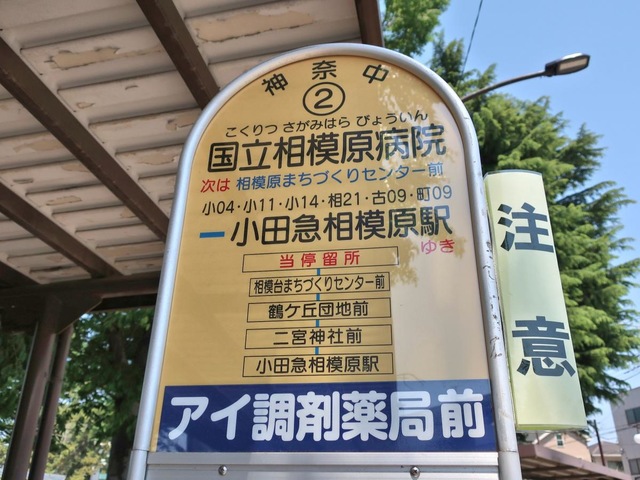 神奈中
②
こくりつ さがみはら びょういん
国立相模原病院
次は 相模原まちづくりセンター前
小04・小11・小14・相21・古09・町09
小田急相模原駅
ゆき
当停留所
相模台まちづくりセンター前
鶴ケ丘団地前
二宮神社前
小田急相模原駅
アイ調剤薬局前
注意